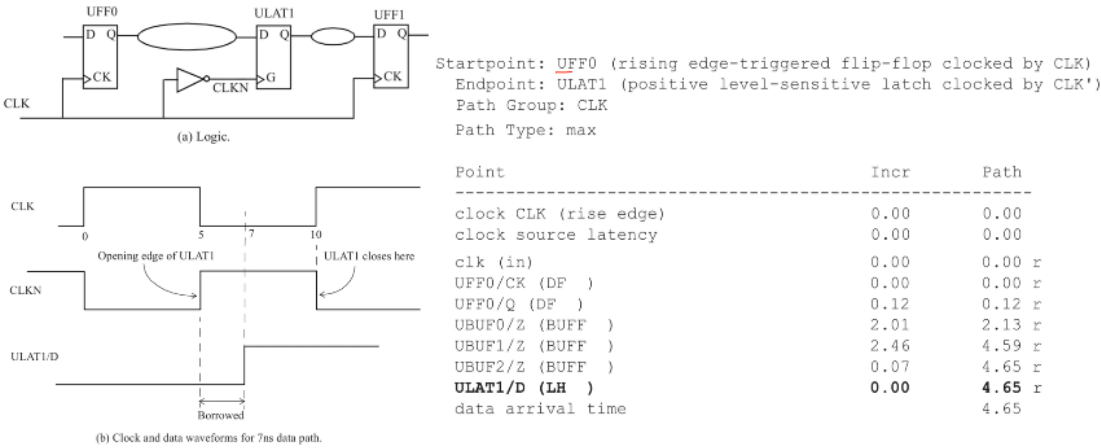 UFF0 ULAT1 UFF1
D Q D Q D Q
CK G CK
CLKN
CLK
(a) Logic.
CLK
0 5 7 10
Opening edge of ULAT1 ULAT1 closes here
CLKN
ULAT1/D
Borrowed
(b) Clock and data waveforms for 7ns data path.
Startpoint: UFF0 (rising edge-triggered flip-flop clocked by CLK)
Endpoint: ULAT1 (positive level-sensitive latch clocked by CLK')
Path Group: CLK
Path Type: max
Point Incr Path
---------------------------------------------------------------
clock CLK (rise edge) 0.00 0.00
clock source latency 0.00 0.00
clk (in) 0.00 0.00 r
UFF0/CK (DF ) 0.00 0.00 r
UFF0/Q (DF ) 0.12 0.12 r
UBUF0/Z (BUFF ) 2.01 2.13 r
UBUF1/Z (BUFF ) 2.46 4.59 r
UBUF2/Z (BUFF ) 0.07 4.65 r
ULAT1/D (LH ) 0.00 4.65 r
data arrival time 4.65